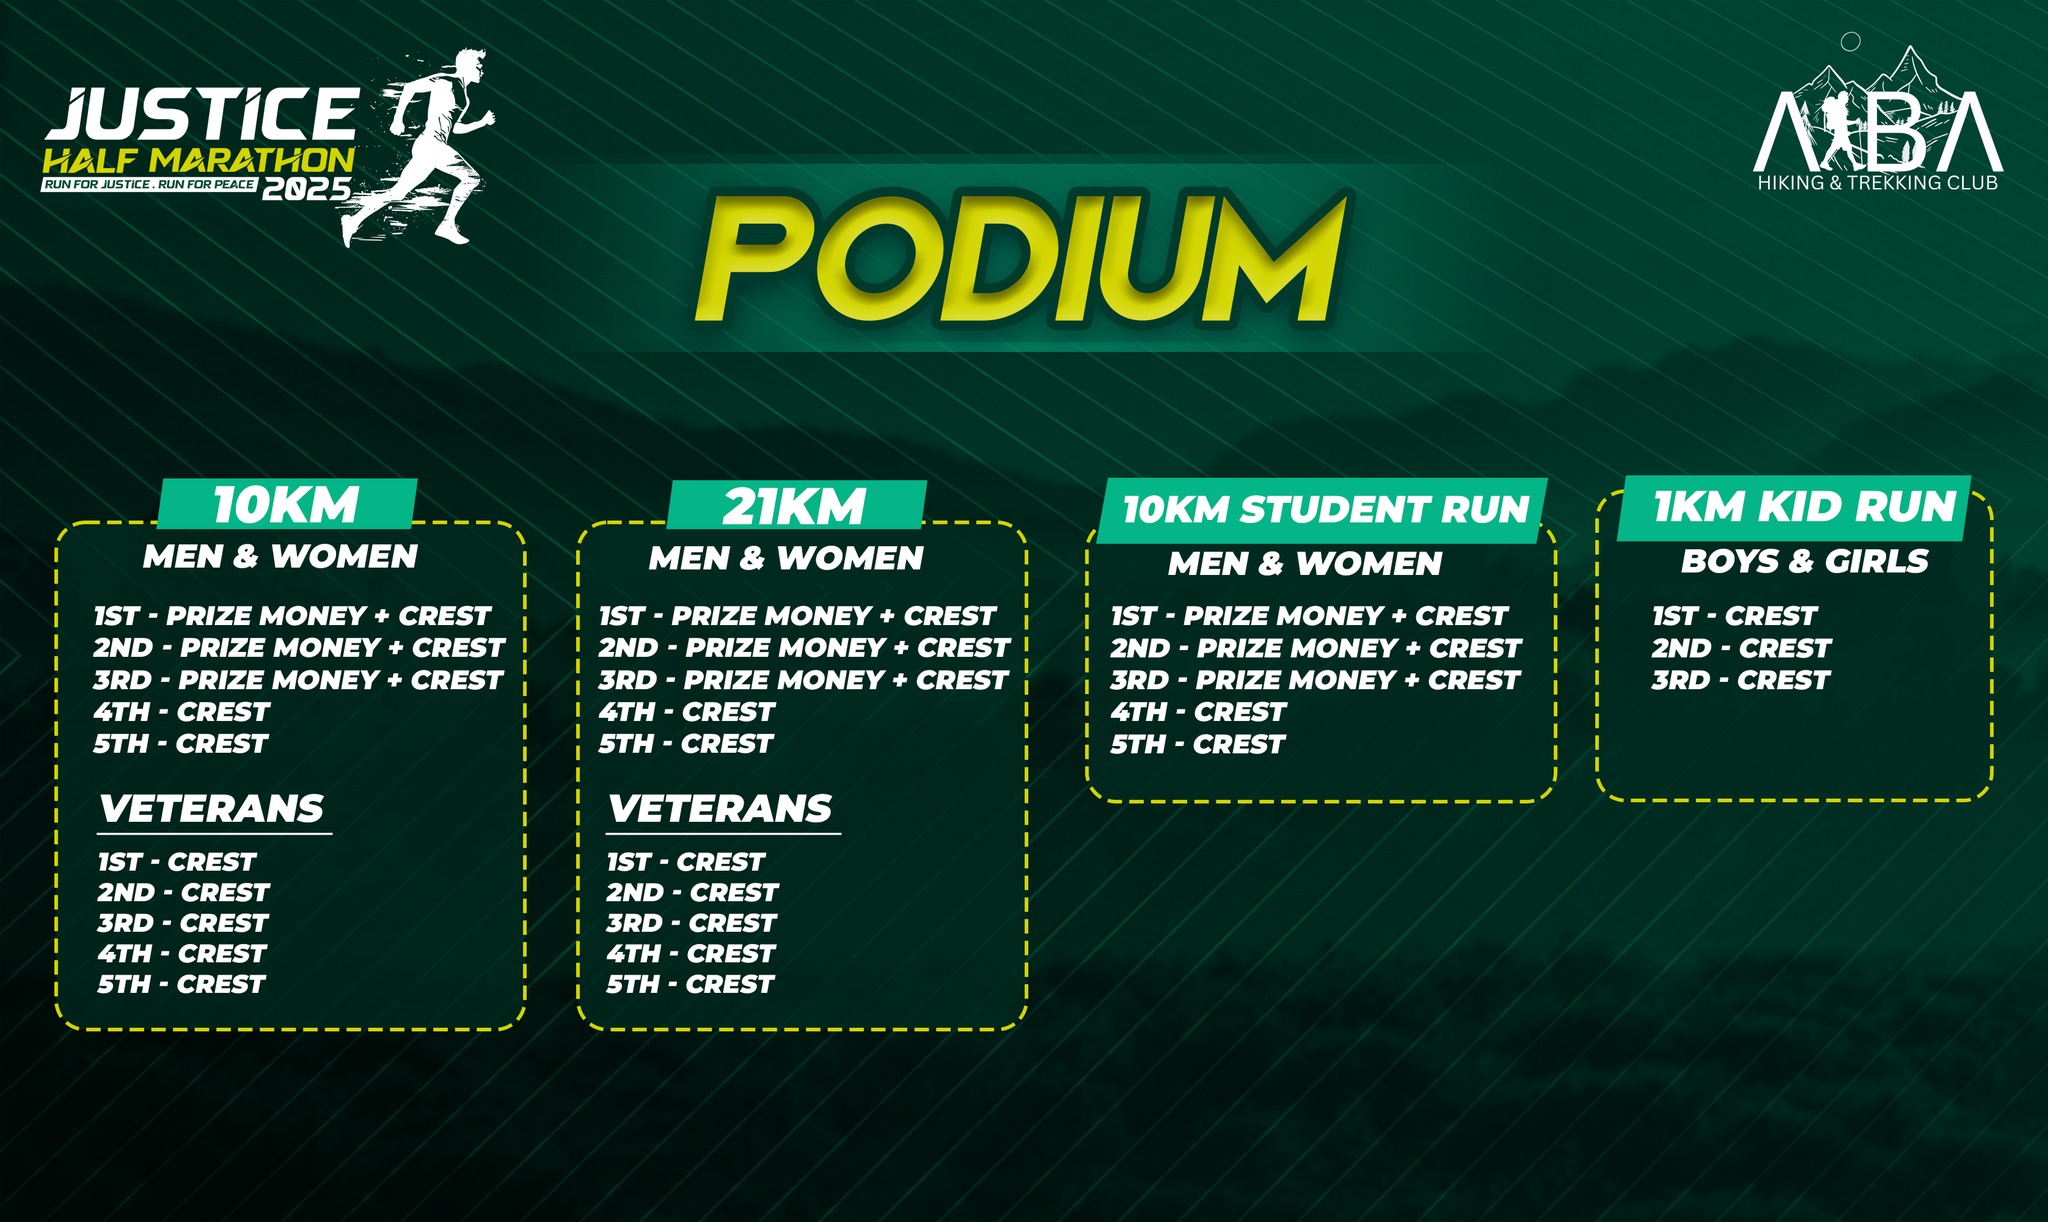 JUSTICE
HALF MARATHON
RUN FOR JUSTICE . RUN FOR PEACE
2025
AIBA
HIKING & TREKKING CLUB
PODIUM
10KM
MEN & WOMEN
1ST - PRIZE MONEY + CREST
2ND - PRIZE MONEY + CREST
3RD - PRIZE MONEY + CREST
4TH - CREST
5TH - CREST
VETERANS
1ST - CREST
2ND - CREST
3RD - CREST
4TH - CREST
5TH - CREST
21KM
MEN & WOMEN
1ST - PRIZE MONEY + CREST
2ND - PRIZE MONEY + CREST
3RD - PRIZE MONEY + CREST
4TH - CREST
5TH - CREST
VETERANS
1ST - CREST
2ND - CREST
3RD - CREST
4TH - CREST
5TH - CREST
10KM STUDENT RUN
MEN & WOMEN
1ST - PRIZE MONEY + CREST
2ND - PRIZE MONEY + CREST
3RD - PRIZE MONEY + CREST
4TH - CREST
5TH - CREST
1KM KID RUN
BOYS & GIRLS
1ST - CREST
2ND - CREST
3RD - CREST